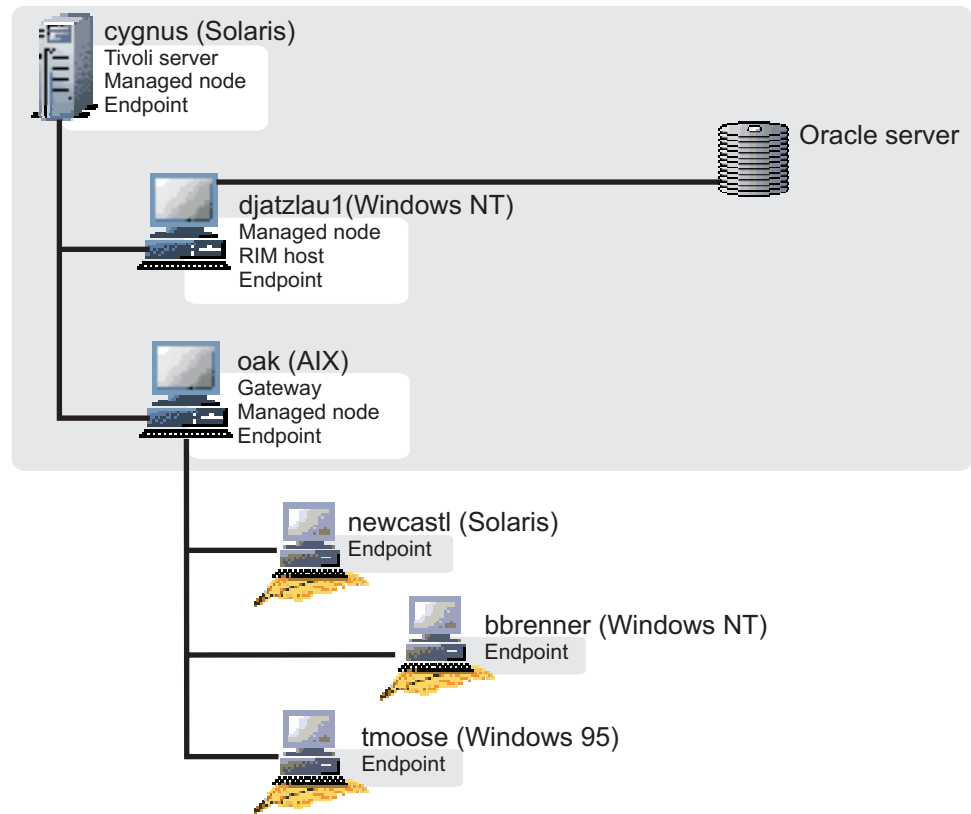 cygnus (Solaris)
Tivoli server
Managed node
Endpoint
Oracle server
djatzlau1(Windows NT)
Managed node
RIM host
Endpoint
oak (AIX)
Gateway
Managed node
Endpoint
newcastl (Solaris)
Endpoint
bbrenner (Windows NT)
Endpoint
tmoose (Windows 95)
Endpoint